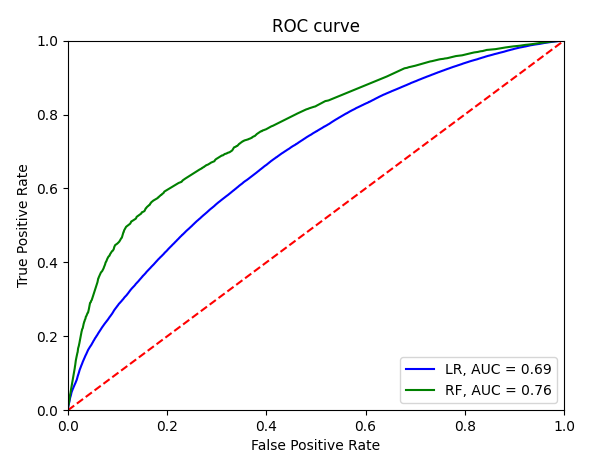 ROC curve
1.0
0.8
0.6
0.4
0.2
0.0
True Positive Rate
LR, AUC = 0.69
RF, AUC = 0.76
0.0 0.2 0.4 0.6 0.8 1.0
False Positive Rate